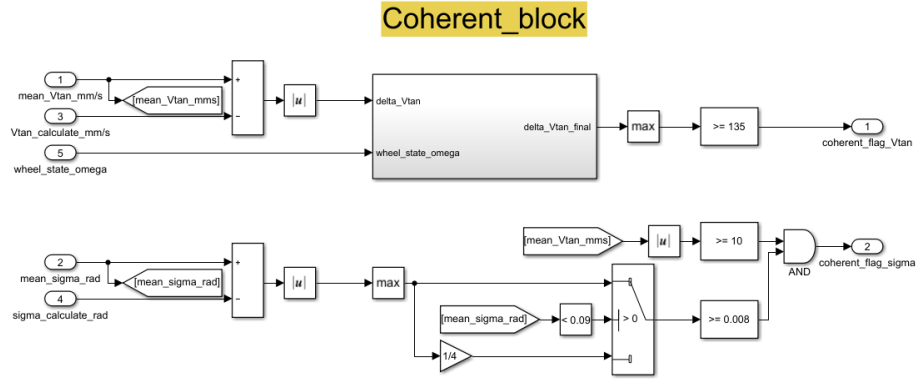 Coherent_block
1
mean_Vtan_mm/s
[mean_Vtan_mms]
3
Vtan_calculate_mm/s
5
wheel_state_omega
+
−
|u|
delta_Vtan
wheel_state_omega
delta_Vtan_final
max
>= 135
1
coherent_flag_Vtan
2
mean_sigma_rad
[mean_sigma_rad]
4
sigma_calculate_rad
+
−
|u|
max
[mean_Vtan_mms]
|u|
>= 10
AND
2
coherent_flag_sigma
[mean_sigma_rad]
< 0.09
> 0
>= 0.008
1/4